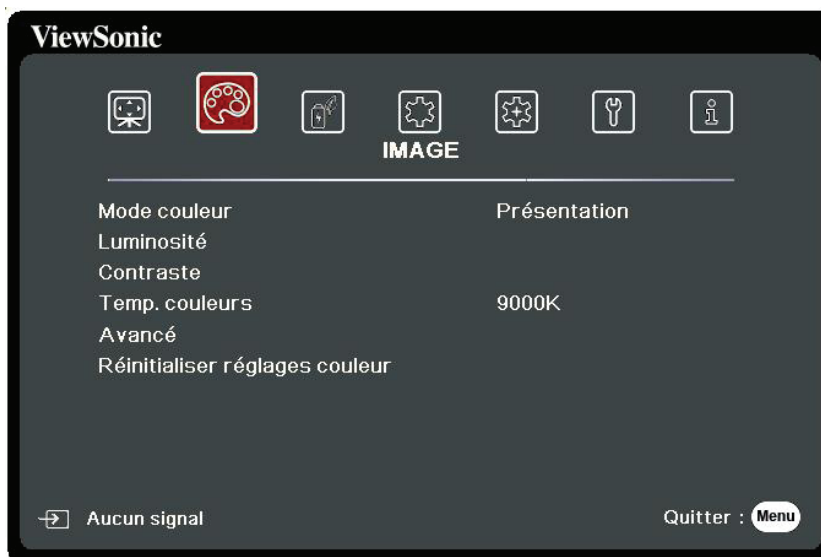 ViewSonic
IMAGE
Mode couleur Présentation
Luminosité
Contraste
Temp. couleurs 9000K
Avancé
Réinitialiser réglages couleur
Aucun signal Quitter : Menu